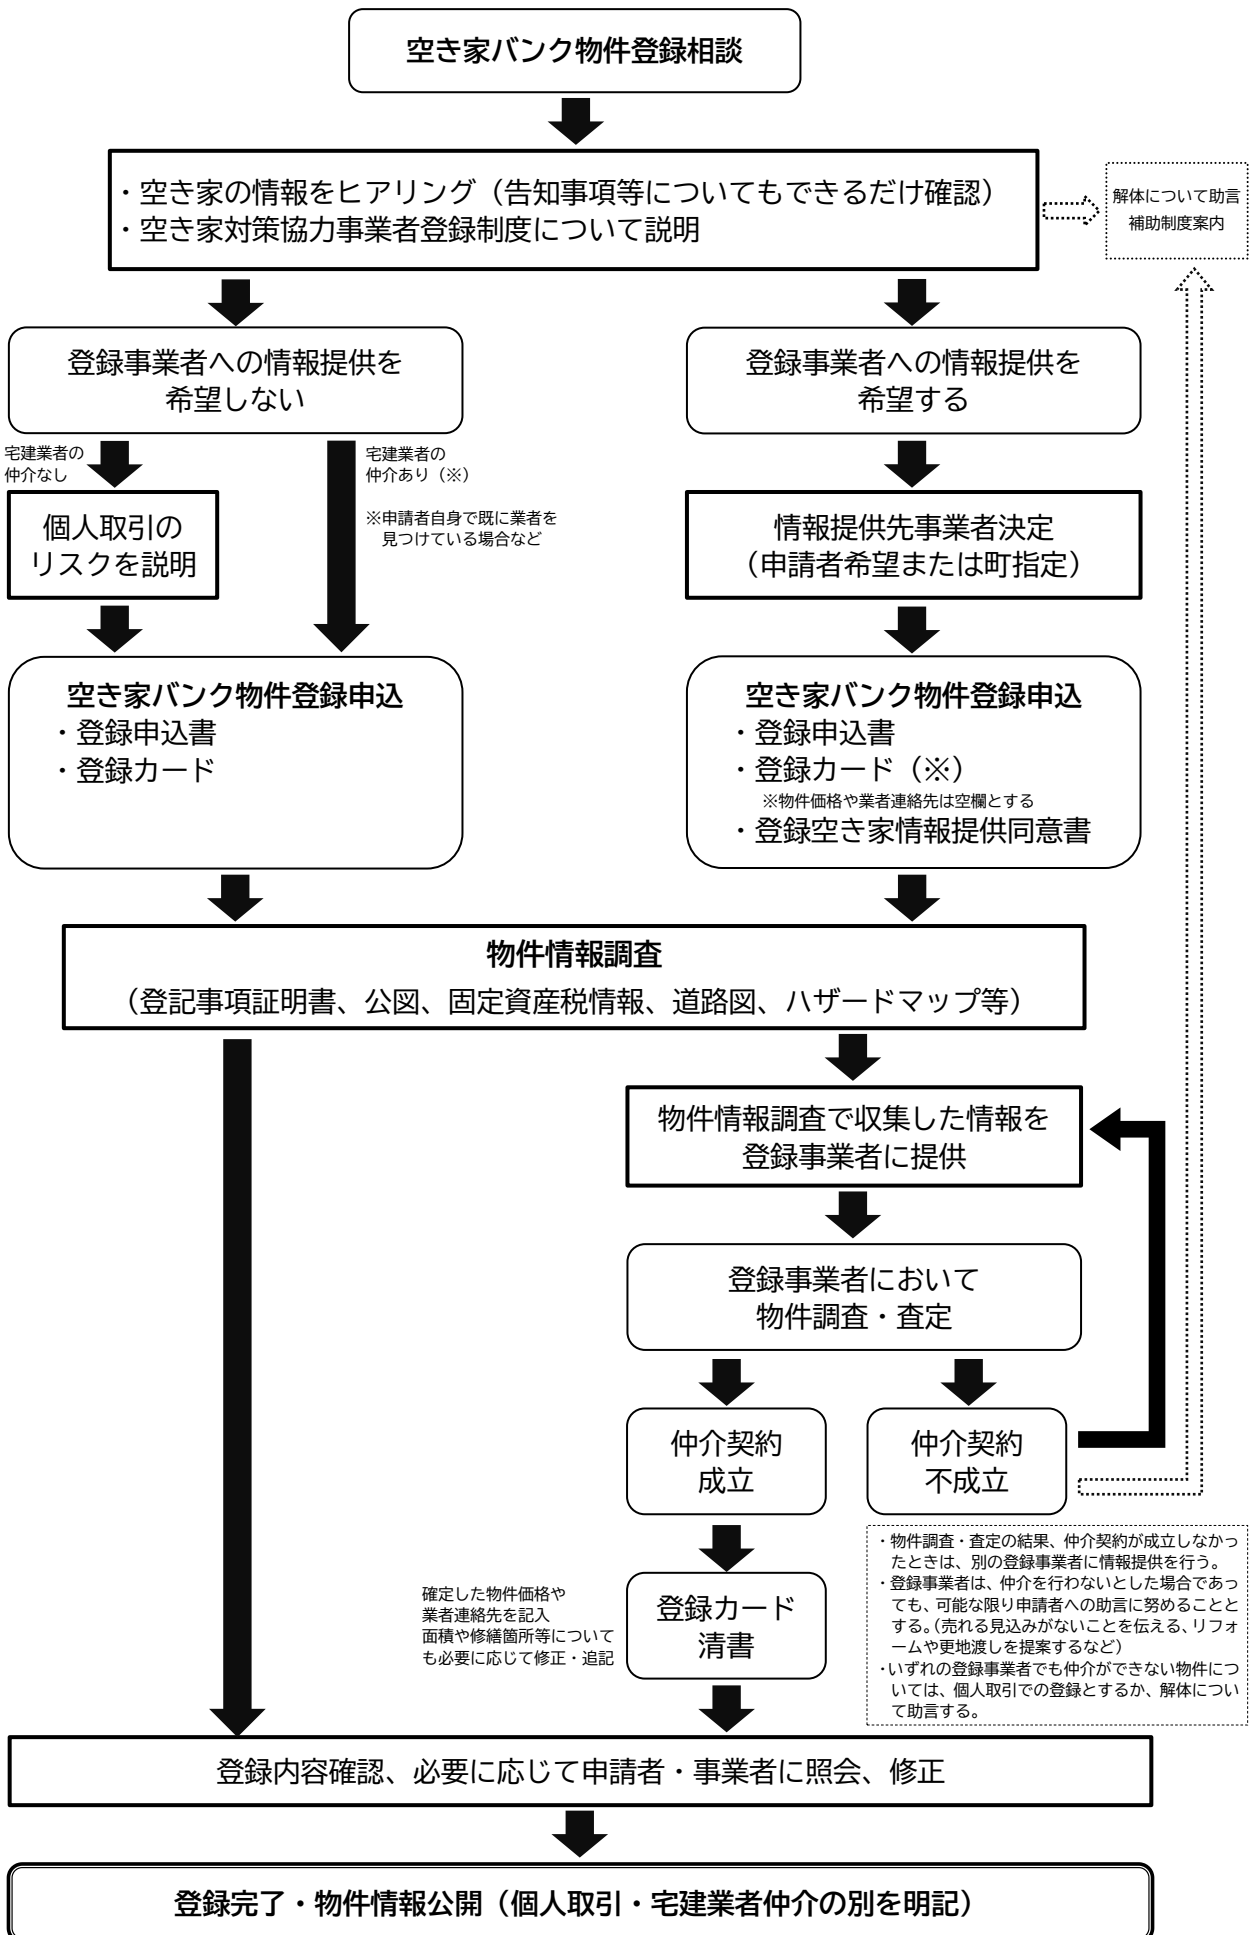 空き家バンク物件登録相談
・空き家の情報をヒアリング（告知事項等についてもできるだけ確認）
・空き家対策協力事業者登録制度について説明
解体について助言
補助制度案内
登録事業者への情報提供を
希望しない
登録事業者への情報提供を
希望する
宅建業者の
仲介なし
宅建業者の
仲介あり（※）
※申請者自身で既に業者を
見つけている場合など
個人取引の
リスクを説明
情報提供先事業者決定
（申請者希望または町指定）
空き家バンク物件登録申込
・登録申込書
・登録カード
空き家バンク物件登録申込
・登録申込書
・登録カード（※）
※物件価格や業者連絡先は空欄とする
・登録空き家情報提供同意書
物件情報調査
（登記事項証明書、公図、固定資産税情報、道路図、ハザードマップ等）
物件情報調査で収集した情報を
登録事業者に提供
登録事業者において
物件調査・査定
仲介契約
成立
仲介契約
不成立
・物件調査・査定の結果、仲介契約が成立しなかっ
たときは、別の登録事業者に情報提供を行う。
・登録事業者は、仲介を行わないとした場合であっ
ても、可能な限り申請者への助言に努めることと
する。（売れる見込みがないことを伝える、リフォ
ームや更地渡しを提案するなど）
・いずれの登録事業者でも仲介ができない物件につ
いては、個人取引での登録とするか、解体につい
て助言する。
確定した物件価格や
業者連絡先を記入
面積や修繕箇所等について
も必要に応じて修正・追記
登録カード
清書
登録内容確認、必要に応じて申請者・事業者に照会、修正
登録完了・物件情報公開（個人取引・宅建業者仲介の別を明記）